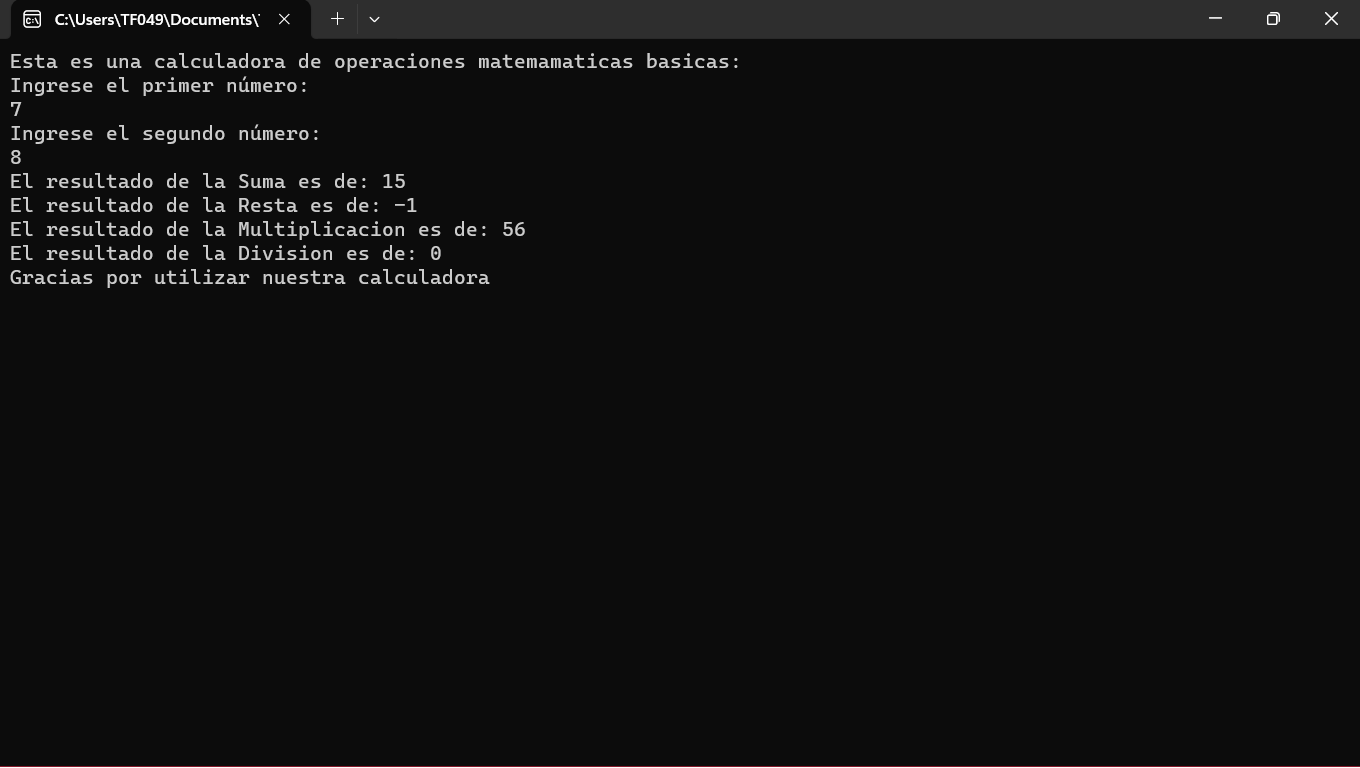 C:\Users\TF049\Documents\
Esta es una calculadora de operaciones matemamaticas basicas:
Ingrese el primer número:
7
Ingrese el segundo número:
8
El resultado de la Suma es de: 15
El resultado de la Resta es de: -1
El resultado de la Multiplicacion es de: 56
El resultado de la Division es de: 0
Gracias por utilizar nuestra calculadora